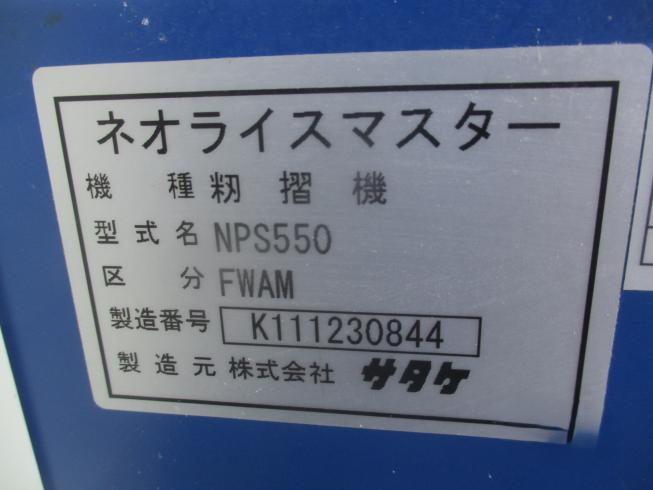 ネオライスマスター
機種 籾摺機
型式名 NPS550
区分 FWAM
製造番号 K111230844
製造元 株式会社 サタケ